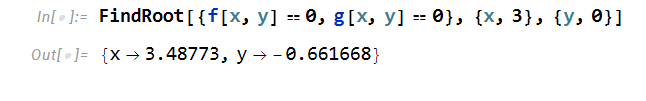 In[•]:= FindRoot[{f[x, y] == 0, g[x, y] == 0}, {x, 3}, {y, 0}]
Out[•]= {x → 3.48773, y → -0.661668}